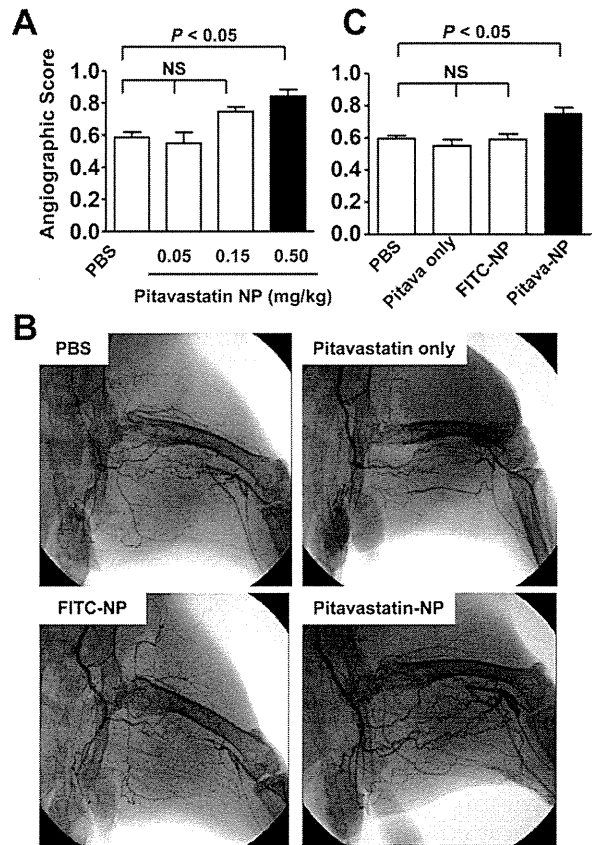 A
P < 0.05
NS
Angiographic Score
1.0
0.8
0.6
0.4
0.2
0.0
PBS
0.05 0.15 0.50
Pitavastatin NP (mg/kg)
C
P < 0.05
NS
1.0
0.8
0.6
0.4
0.2
0.0
PBS
Pitava only
FITC-NP
Pitava-NP
B
PBS
Pitavastatin only
FITC-NP
Pitavastatin-NP